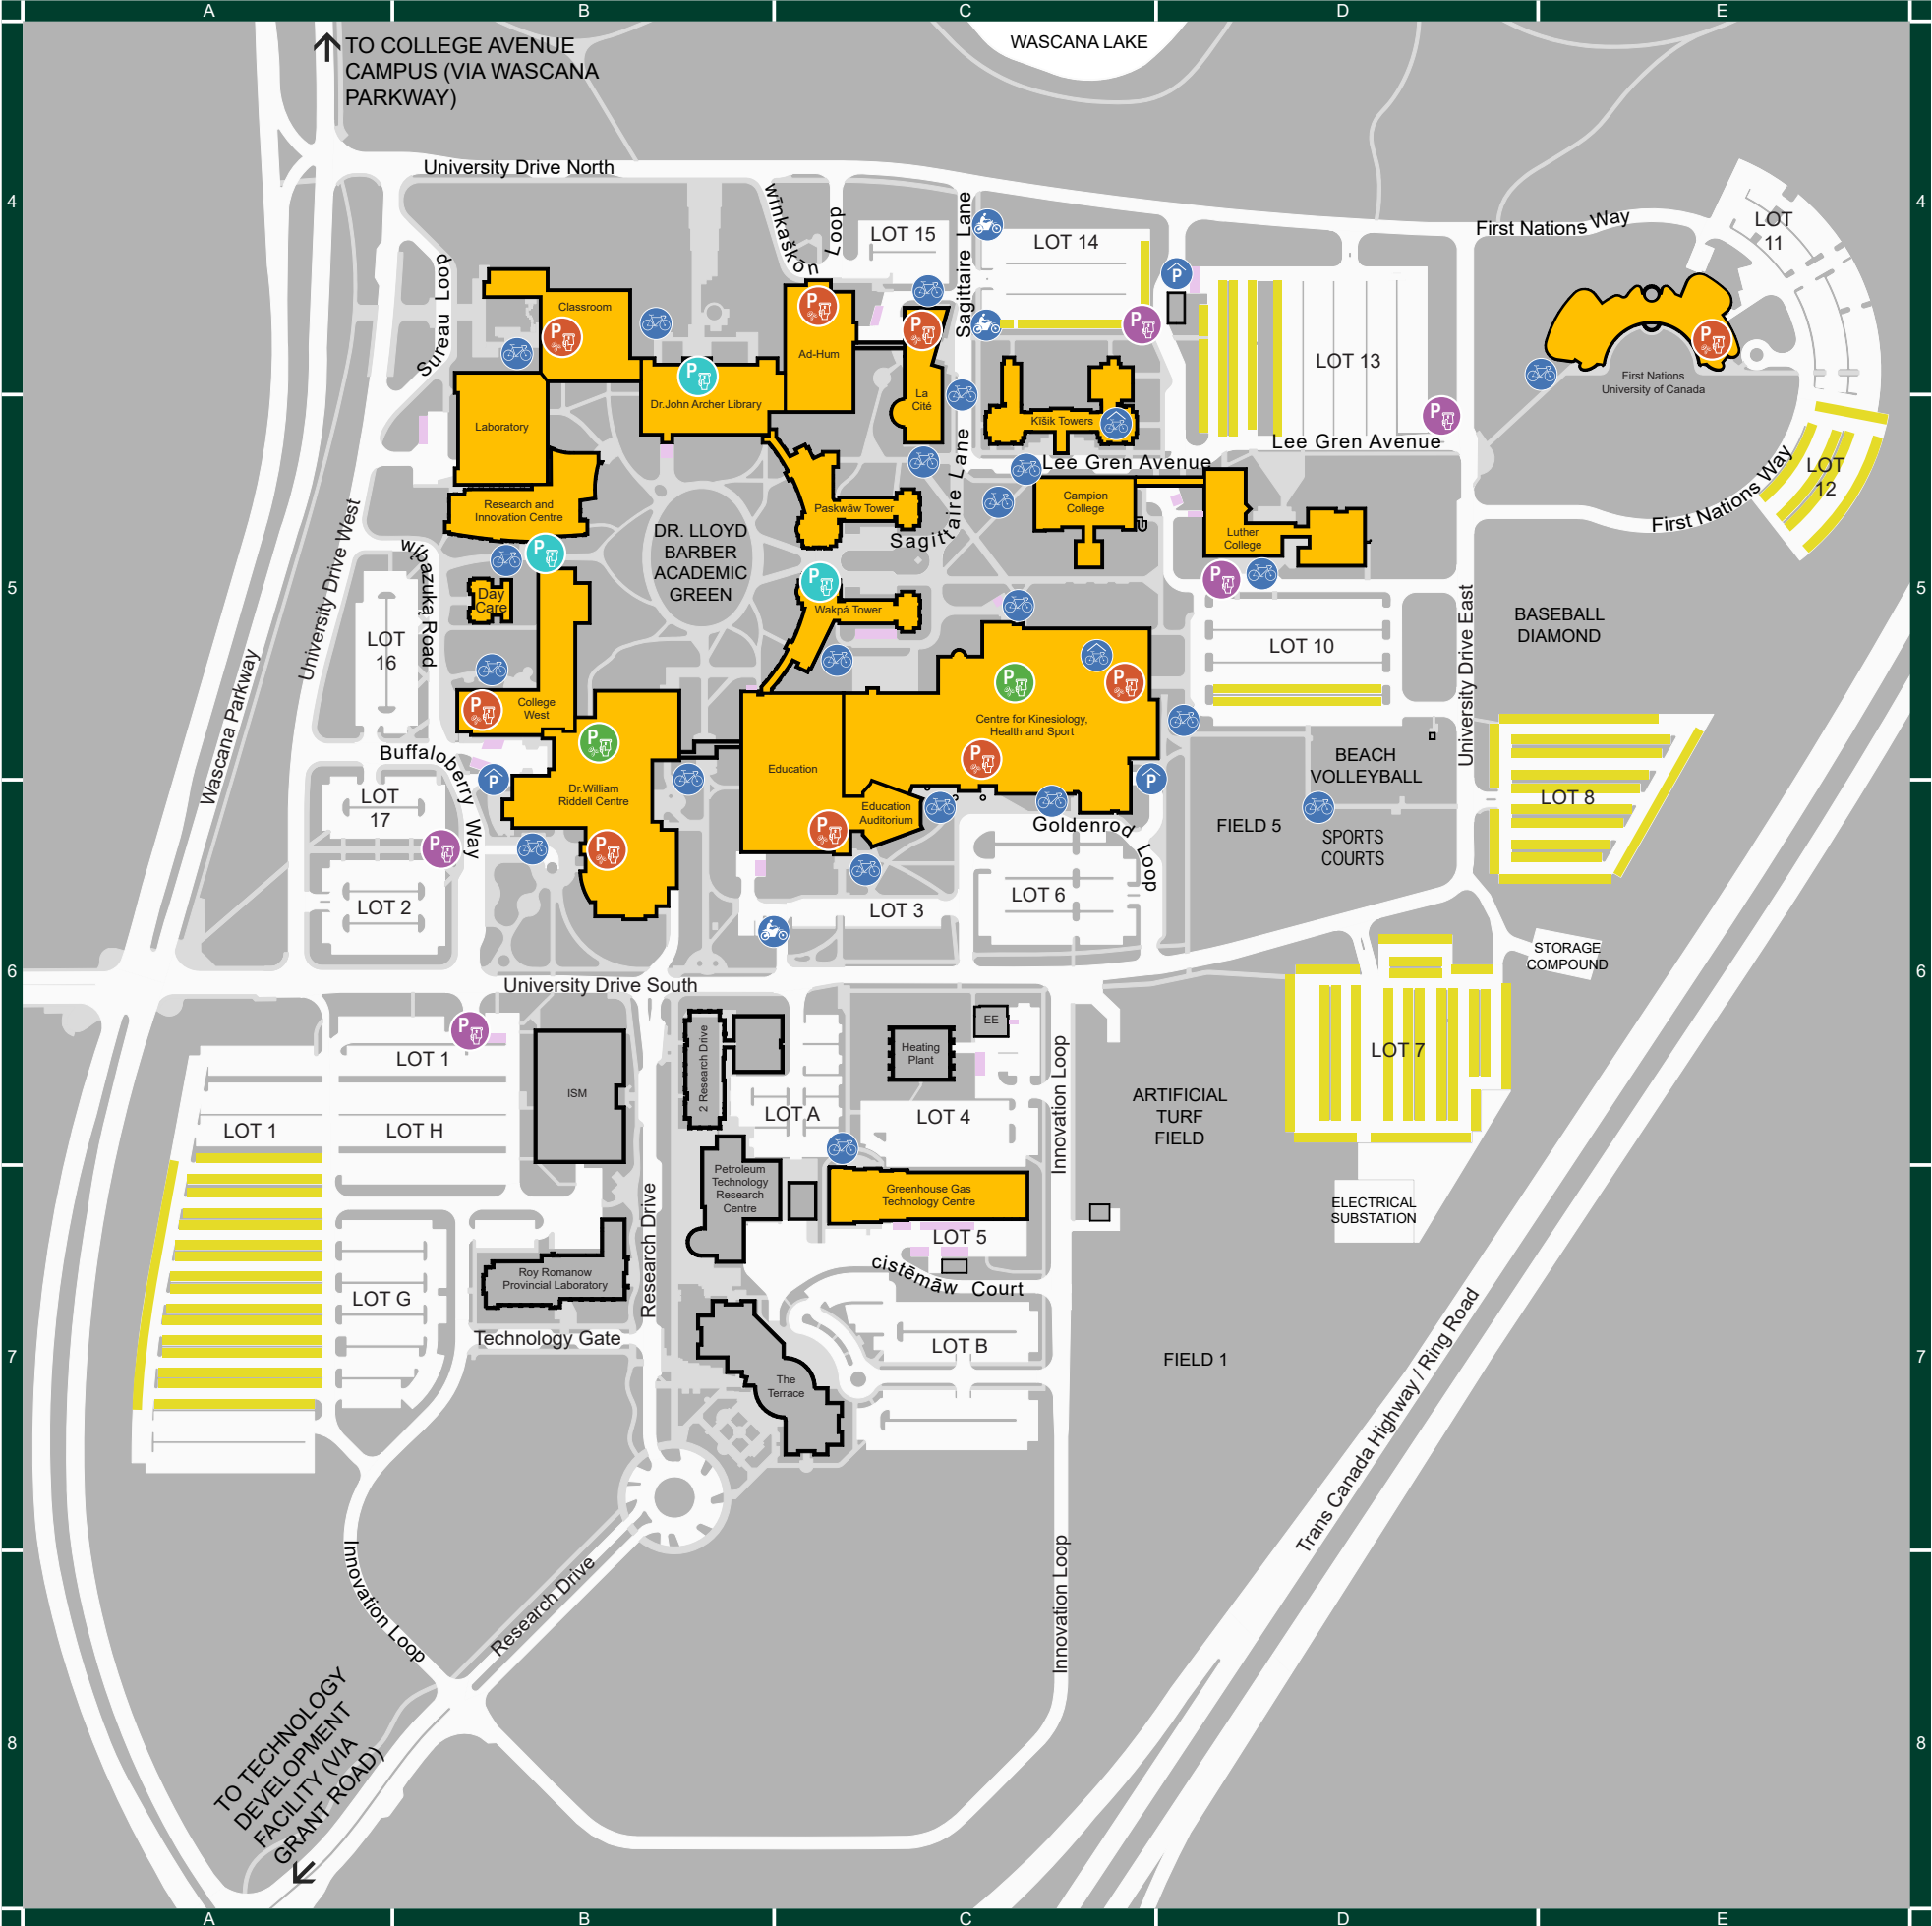 A
B
C
D
E
TO COLLEGE AVENUE
CAMPUS (VIA WASCANA
PARKWAY)
WASCANA LAKE
4
4
University Drive North
wīnkaškōn
Loop
LOT 15
Sagittaire Lane
LOT 14
First Nations Way
LOT
11
Sureau Loop
Classroom
P
P
P
P
P
P
Ad-Hum
Sagittaire Lane
LOT 13
First Nations
University of Canada
P
Dr.John Archer Library
La
Cité
Kīšik Towers
P
Laboratory
Lee Gren Avenue
Lee Gren Avenue
LOT
12
First Nations Way
Research and
Innovation Centre
Paskwāw Tower
Campion
College
Luther
College
Sagittaire Lane
University Drive West
DR. LLOYD
BARBER
ACADEMIC
GREEN
wíbazuka Road
P
P
P
5
5
Day
Care
Wakpá Tower
BASEBALL
DIAMOND
LOT
16
LOT 10
University Drive East
Wascana Parkway
P
P
P
College
West
Centre for Kinesiology,
Health and Sport
P
P
Buffaloberry Way
BEACH
VOLLEYBALL
P
P
Education
Dr.William
Riddell Centre
LOT
17
LOT 8
Education
Auditorium
Goldenrod Loop
FIELD 5
SPORTS
COURTS
P
P
P
LOT 2
LOT 3
LOT 6
STORAGE
COMPOUND
6
6
University Drive South
EE
P
LOT 1
2 Research Drive
Heating
Plant
Innovation Loop
LOT 7
ISM
LOT A
LOT 4
ARTIFICIAL
TURF
FIELD
LOT 1
LOT H
Petroleum
Technology
Research
Centre
Greenhouse Gas
Technology Centre
ELECTRICAL
SUBSTATION
Research Drive
LOT 5
Roy Romanow
Provincial Laboratory
cistēmāw Court
LOT G
Technology Gate
LOT B
7
7
FIELD 1
The
Terrace
Trans Canada Highway / Ring Road
Innovation Loop
Research Drive
Innovation Loop
TO TECHNOLOGY
DEVELOPMENT
FACILITY (VIA
GRANT ROAD)
8
8
A
B
C
D
E